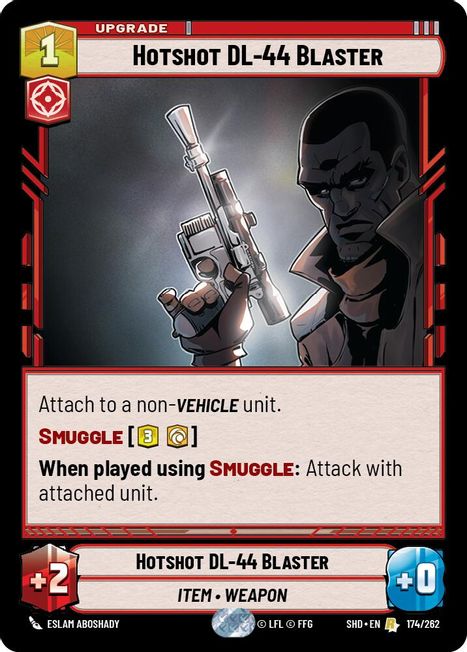 UPGRADE
1
HOTSHOT DL-44 BLASTER
Attach to a non-VEHICLE unit.
SMUGGLE [3 ]
When played using SMUGGLE: Attack with
attached unit.
HOTSHOT DL-44 BLASTER
+2
+0
ITEM • WEAPON
ESLAM ABOSHADY
© LFL © FFG
SHD • EN R 174/262